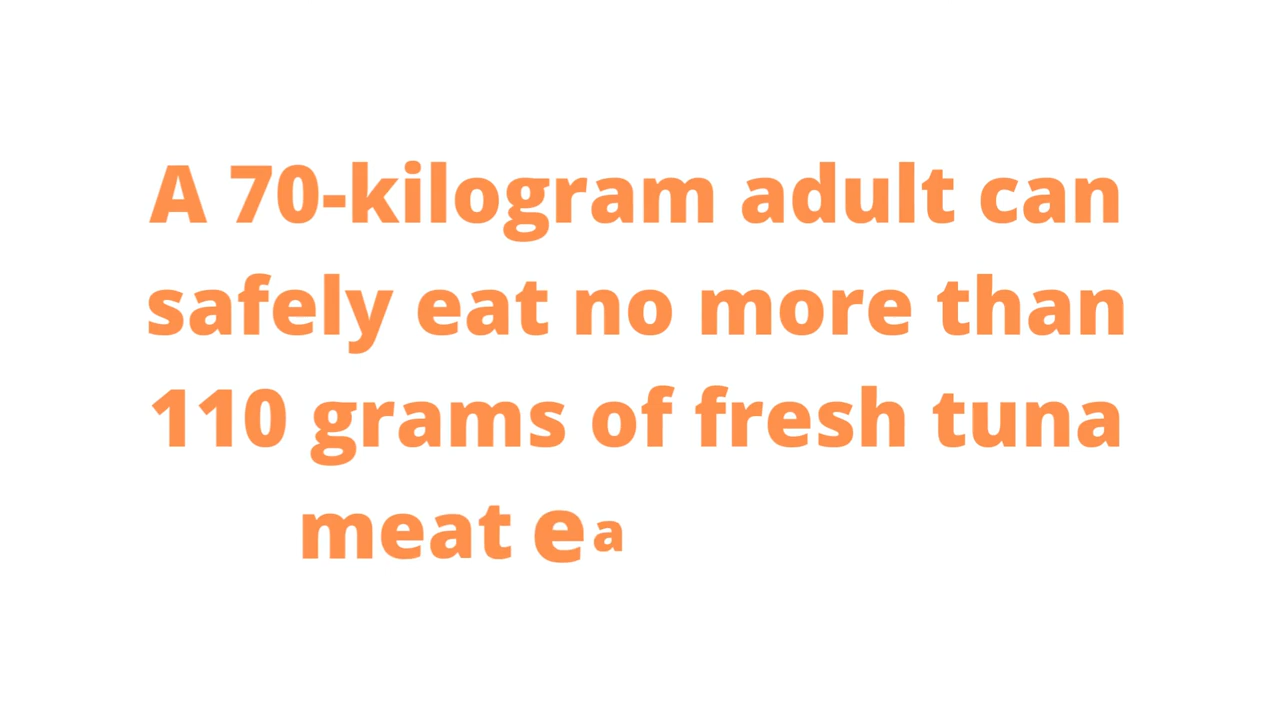 A 70-kilogram adult can
safely eat no more than
110 grams of fresh tuna
meat ea